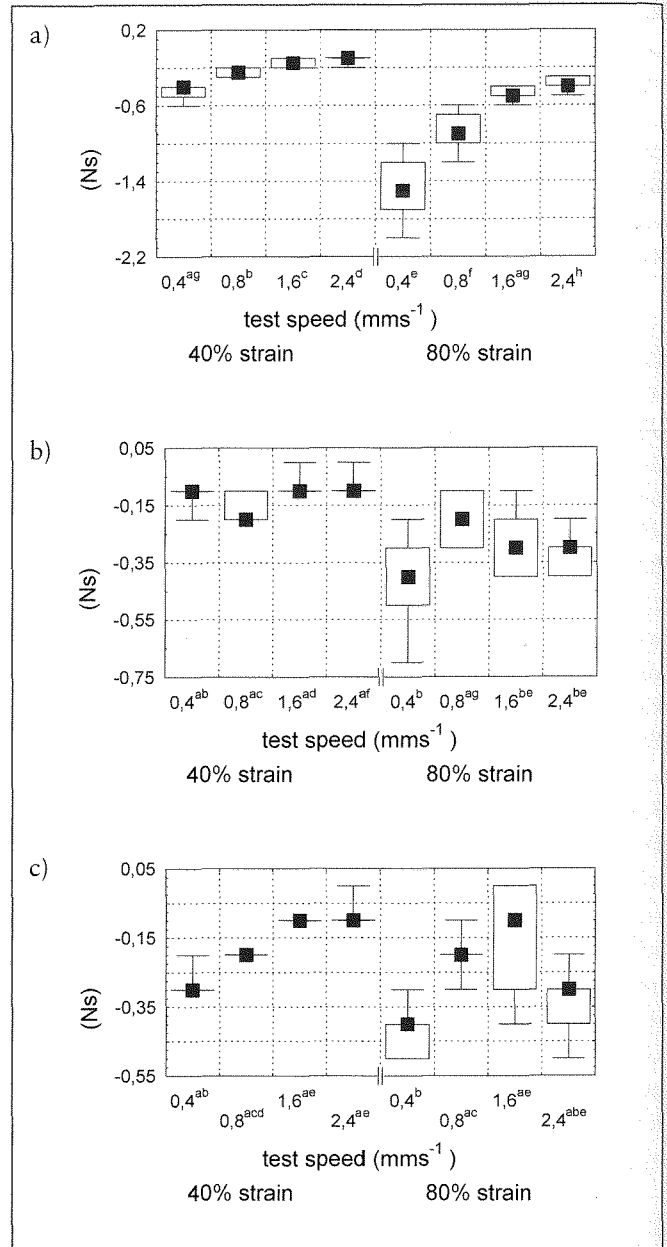 a)
0,2
-0,6
-1,4
-2,2
(Ns)
0,4ᵃᵍ 0,8ᵇ 1,6ᶜ 2,4ᵈ 0,4ᵉ 0,8ᶠ 1,6ᵃᵍ 2,4ʰ
test speed (mms⁻¹ )
40% strain 80% strain
b)
0,05
-0,15
-0,35
-0,55
-0,75
(Ns)
0,4ᵃᵇ 0,8ᵃᶜ 1,6ᵃᵈ 2,4ᵃᶠ 0,4ᵇ 0,8ᵃᵍ 1,6ᵇᵉ 2,4ᵇᵉ
test speed (mms⁻¹ )
40% strain 80% strain
c)
0,05
-0,15
-0,35
-0,55
(Ns)
0,4ᵃᵇ 0,8ᵃᶜᵈ 1,6ᵃᵉ 2,4ᵃᵉ 0,4ᵇ 0,8ᵃᶜ 1,6ᵃᵉ 2,4ᵃᵇᵉ
test speed (mms⁻¹ )
40% strain 80% strain